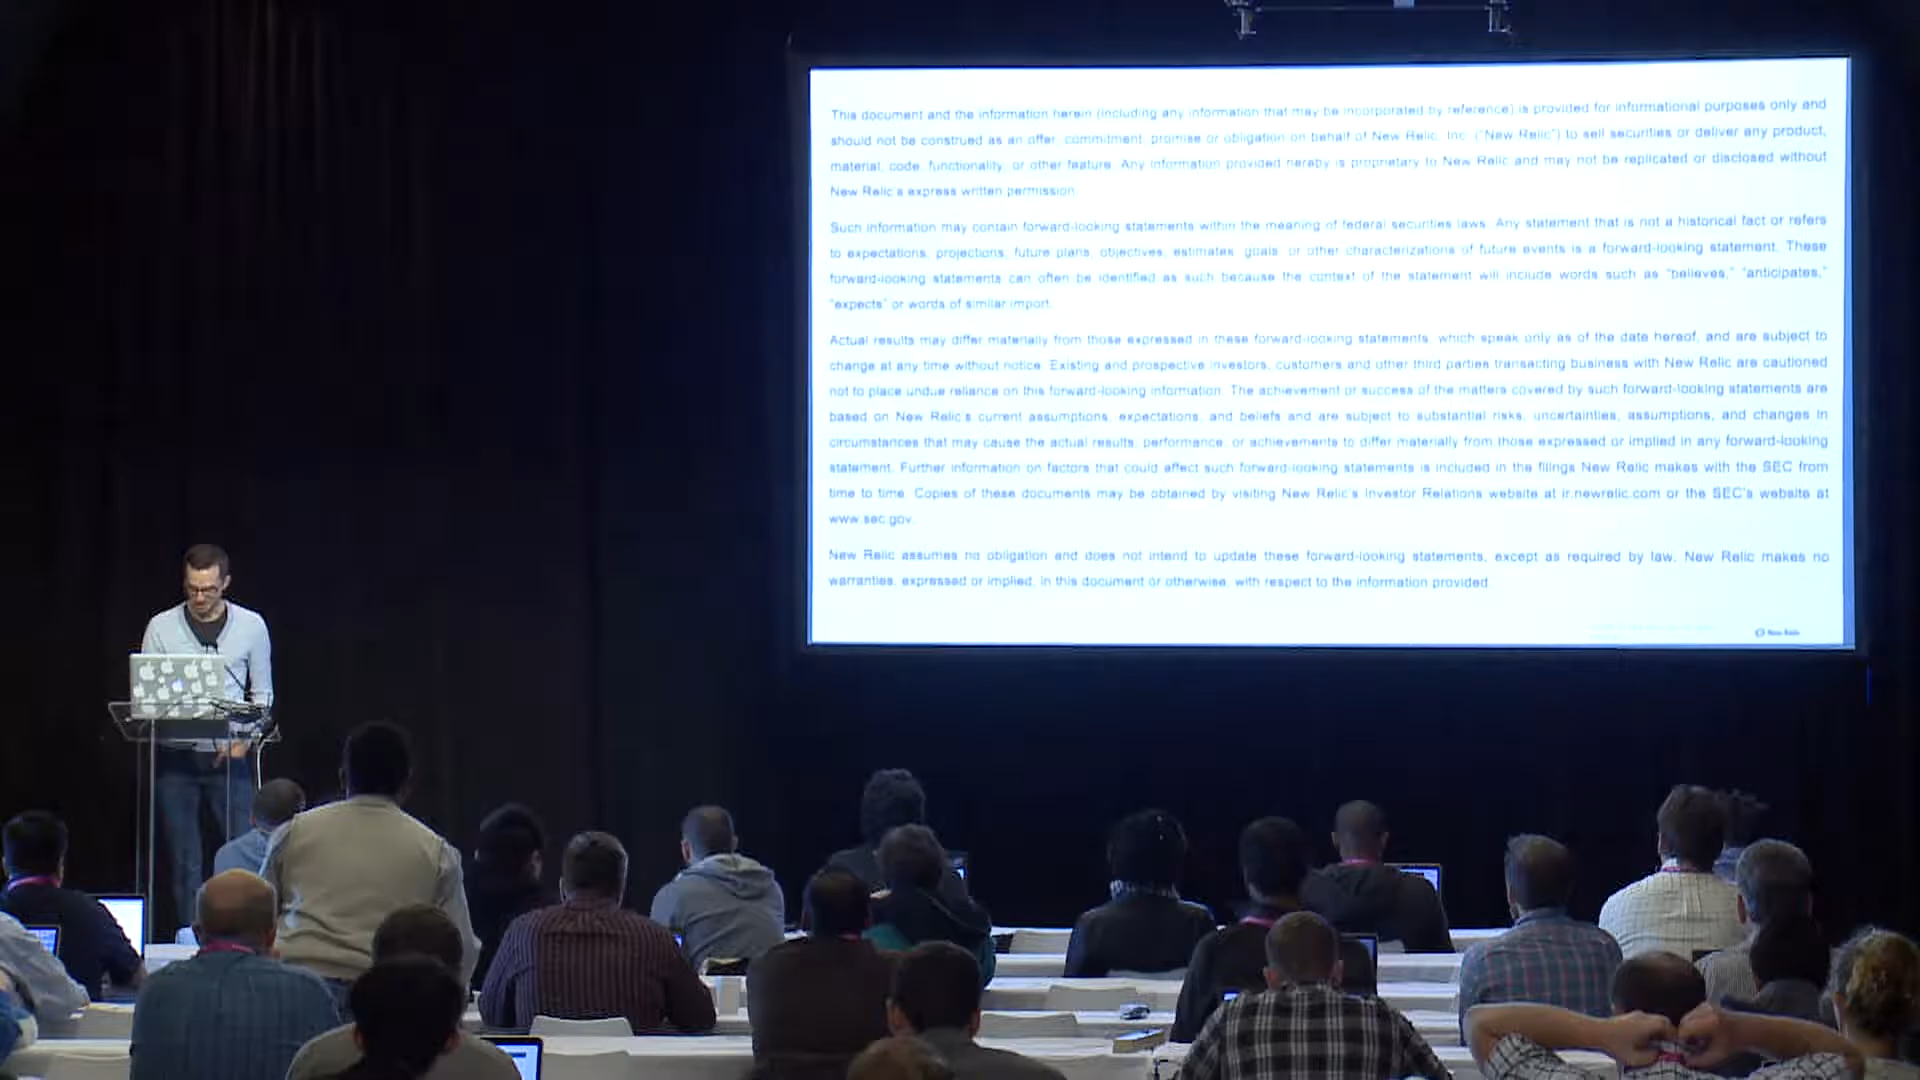 This document and the information herein (including any information that may be incorporated by reference) is provided for informational purposes only and
should not be construed as an offer, commitment, promise or obligation on behalf of New Relic, Inc. ("New Relic") to sell securities or deliver any product,
material, code, functionality, or other feature. Any information provided hereby is proprietary to New Relic and may not be replicated or disclosed without
New Relic's express written permission.
Such information may contain forward-looking statements within the meaning of federal securities laws. Any statement that is not a historical fact or refers
to expectations, projections, future plans, objectives, estimates, goals, or other characterizations of future events is a forward-looking statement. These
forward-looking statements can often be identified as such because the context of the statement will include words such as "believes," "anticipates,"
"expects" or words of similar import.
Actual results may differ materially from those expressed in these forward-looking statements, which speak only as of the date hereof, and are subject to
change at any time without notice. Existing and prospective investors, customers and other third parties transacting business with New Relic are cautioned
not to place undue reliance on this forward-looking information. The achievement or success of the matters covered by such forward-looking statements are
based on New Relic's current assumptions, expectations, and beliefs and are subject to substantial risks, uncertainties, assumptions, and changes in
circumstances that may cause the actual results, performance, or achievements to differ materially from those expressed or implied in any forward-looking
statement. Further information on factors that could affect such forward-looking statements is included in the filings New Relic makes with the SEC from
time to time. Copies of these documents may be obtained by visiting New Relic's Investor Relations website at ir.newrelic.com or the SEC's website at
www.sec.gov.
New Relic assumes no obligation and does not intend to update these forward-looking statements, except as required by law. New Relic makes no
warranties, expressed or implied, in this document or otherwise, with respect to the information provided.
New Relic